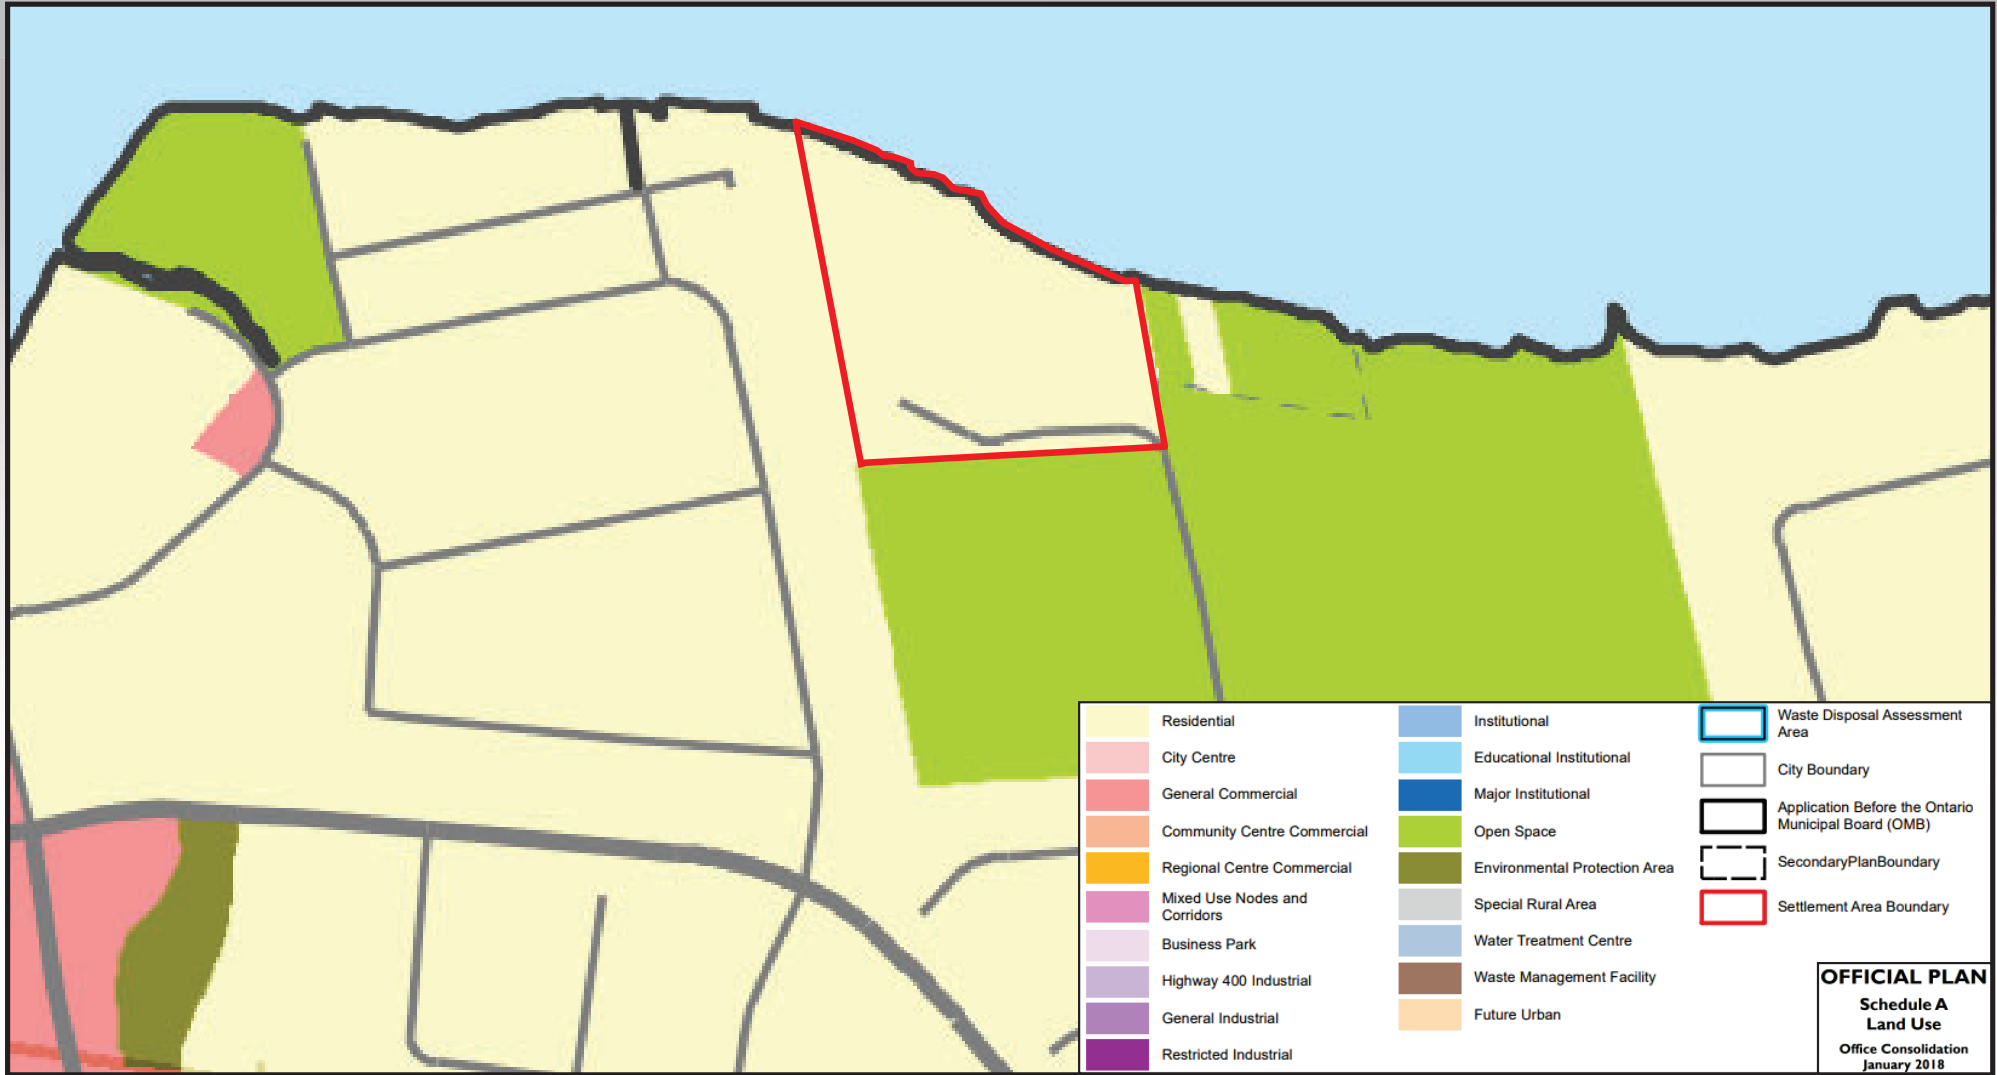 Residential
City Centre
General Commercial
Community Centre Commercial
Regional Centre Commercial
Mixed Use Nodes and
Corridors
Business Park
Highway 400 Industrial
General Industrial
Restricted Industrial
Institutional
Educational Institutional
Major Institutional
Open Space
Environmental Protection Area
Special Rural Area
Water Treatment Centre
Waste Management Facility
Future Urban
Waste Disposal Assessment
Area
City Boundary
Application Before the Ontario
Municipal Board (OMB)
SecondaryPlanBoundary
Settlement Area Boundary
OFFICIAL PLAN
Schedule A
Land Use
Office Consolidation
January 2018